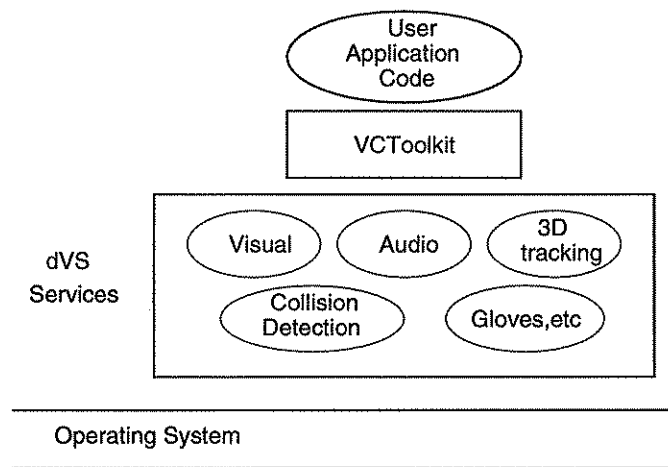 User
Application
Code
VCToolkit
dVS
Services
Visual
Audio
3D
tracking
Collision
Detection
Gloves,etc
Operating System